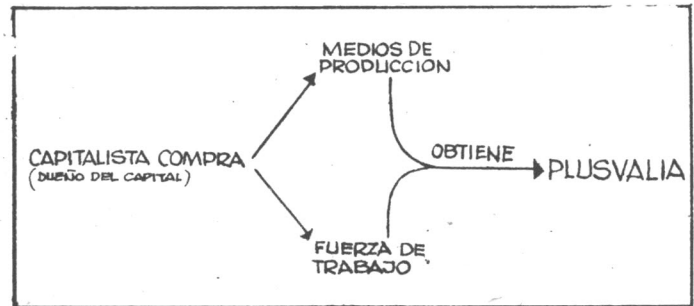 MEDIOS DE
PRODUCCION
CAPITALISTA COMPRA
(DUEÑO DEL CAPITAL)
OBTIENE
PLUSVALIA
FUERZA DE
TRABAJO